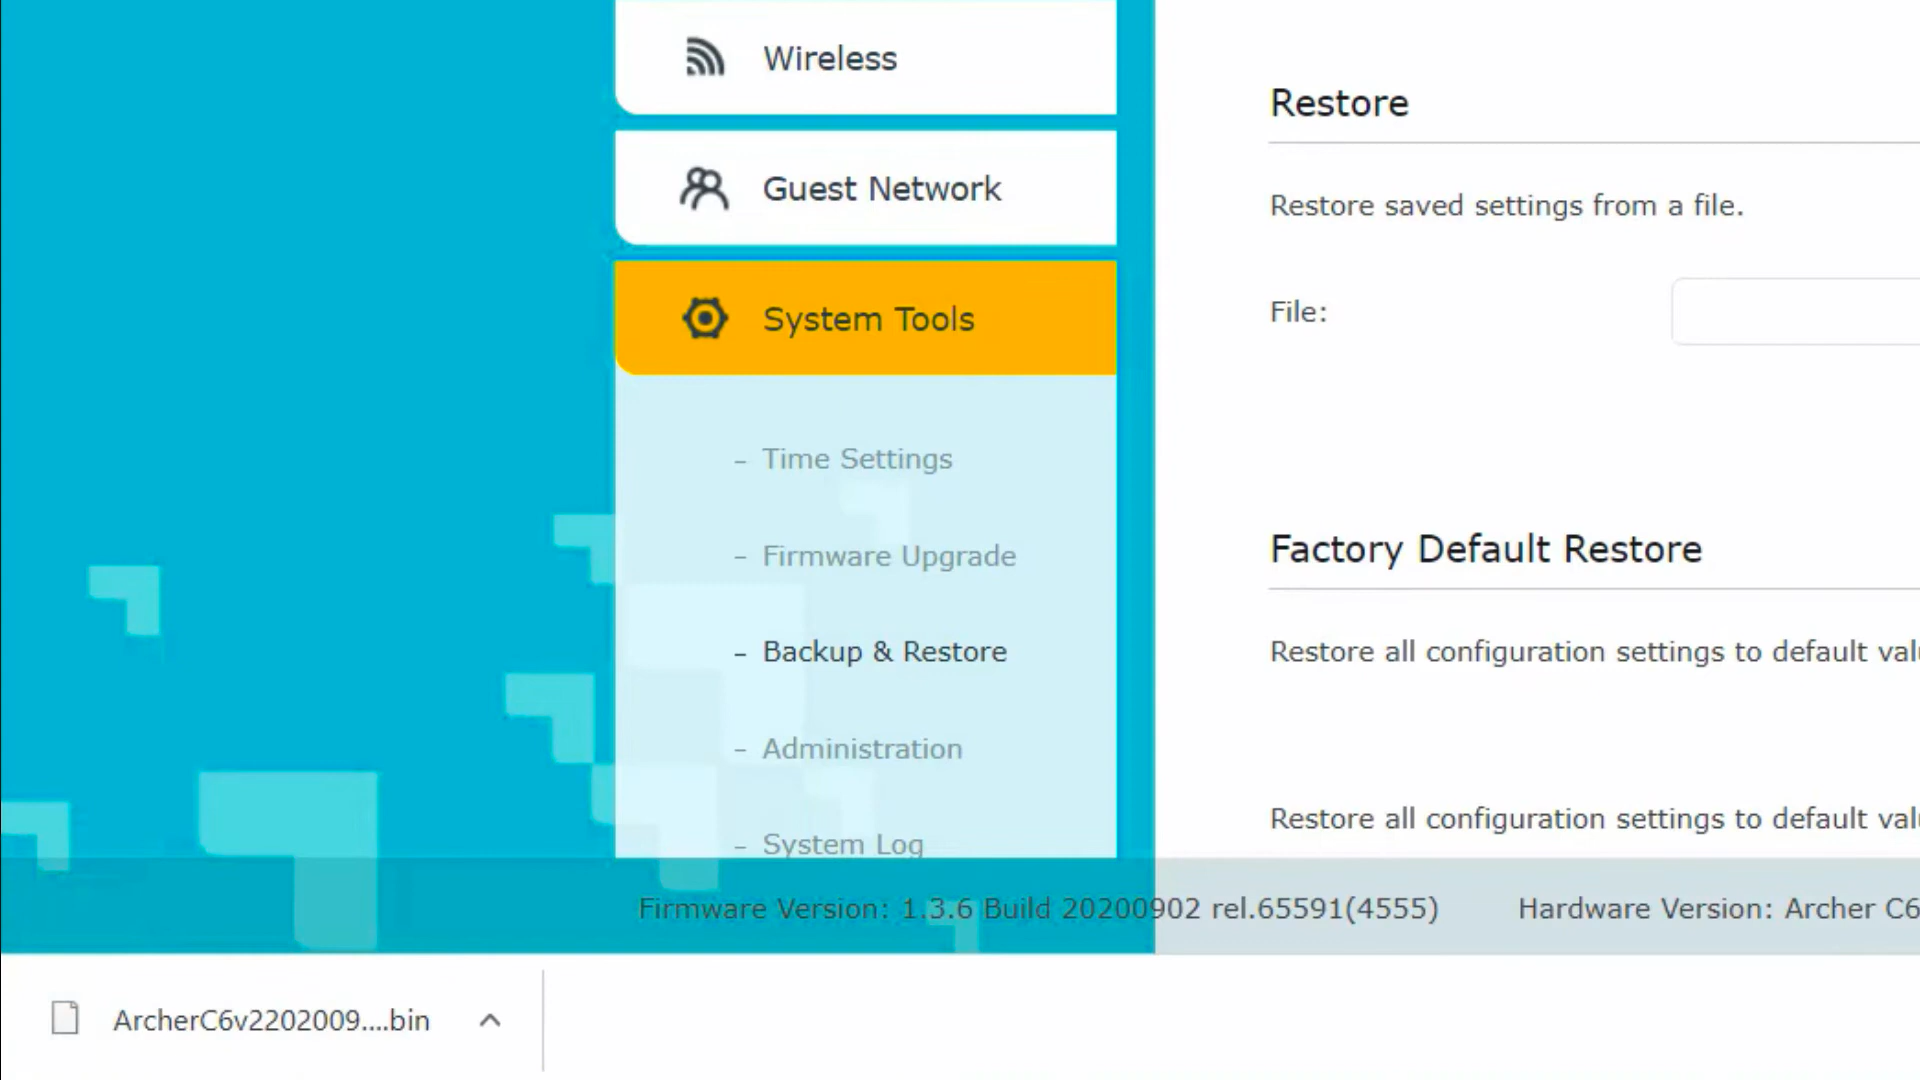 Wireless
Guest Network
System Tools
– Time Settings
– Firmware Upgrade
– Backup & Restore
– Administration
– System Log
Restore
Restore saved settings from a file.
File:
Factory Default Restore
Restore all configuration settings to default
Restore all configuration settings to default
Firmware Version: 1.3.6 Build 20200902 rel.65591(4555)
Hardware Version: Archer C6
ArcherC6v2202009....bin